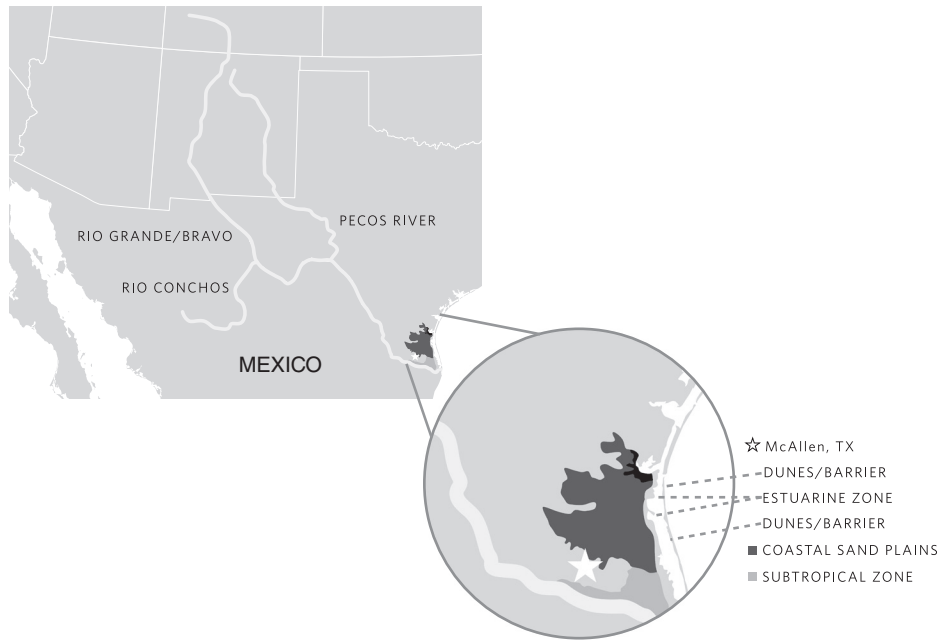 PECOS RIVER
RIO GRANDE/BRAVO
RIO CONCHOS
MEXICO
McAllen, TX
DUNES/BARRIER
ESTUARINE ZONE
DUNES/BARRIER
COASTAL SAND PLAINS
SUBTROPICAL ZONE